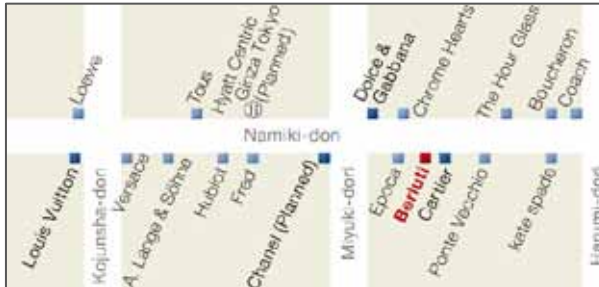 Loewe
Tous
Hyatt Centric
Ginza Tokyo
(Planned)
Dolce &
Gabbana
Chrome Hearts
The Hour Glass
Boucheron
Coach
Namiki-dori
Louis Vuitton
Kojunsha-dori
Versace
A. Lange & Söhne
Hublot
Fred
Chanel (Planned)
Miyuki-dori
Epoca
Berluti
Cartier
Ponte Vecchio
kate spade
Harumi-dori